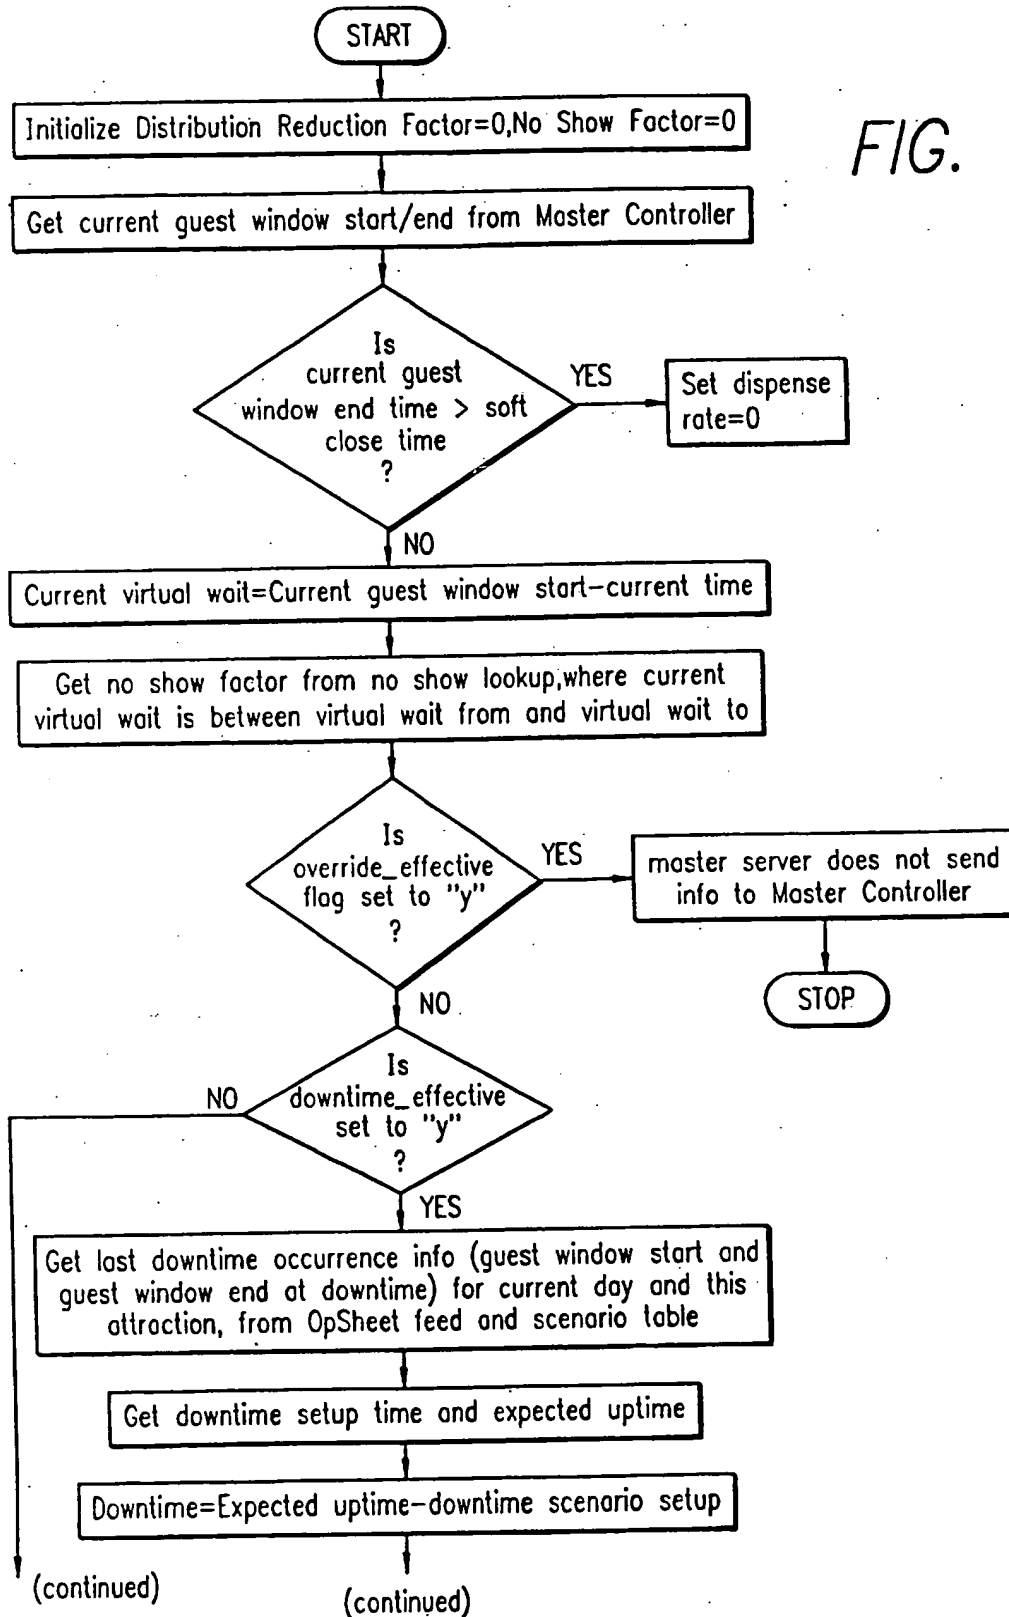 START
Initialize Distribution Reduction Factor=0,No Show Factor=0
FIG.
Get current guest window start/end from Master Controller
Is
current guest
window end time > soft
close time
?
YES
Set dispense
rate=0
NO
Current virtual wait=Current guest window start-current time
Get no show factor from no show lookup,where current
virtual wait is between virtual wait from and virtual wait to
Is
override_effective
flag set to "y"
?
YES
master server does not send
info to Master Controller
STOP
NO
Is
downtime_effective
set to "y"
?
NO
YES
Get last downtime occurrence info (guest window start and
guest window end at downtime) for current day and this
attraction, from OpSheet feed and scenario table
Get downtime setup time and expected uptime
Downtime=Expected uptime-downtime scenario setup
(continued)
(continued)